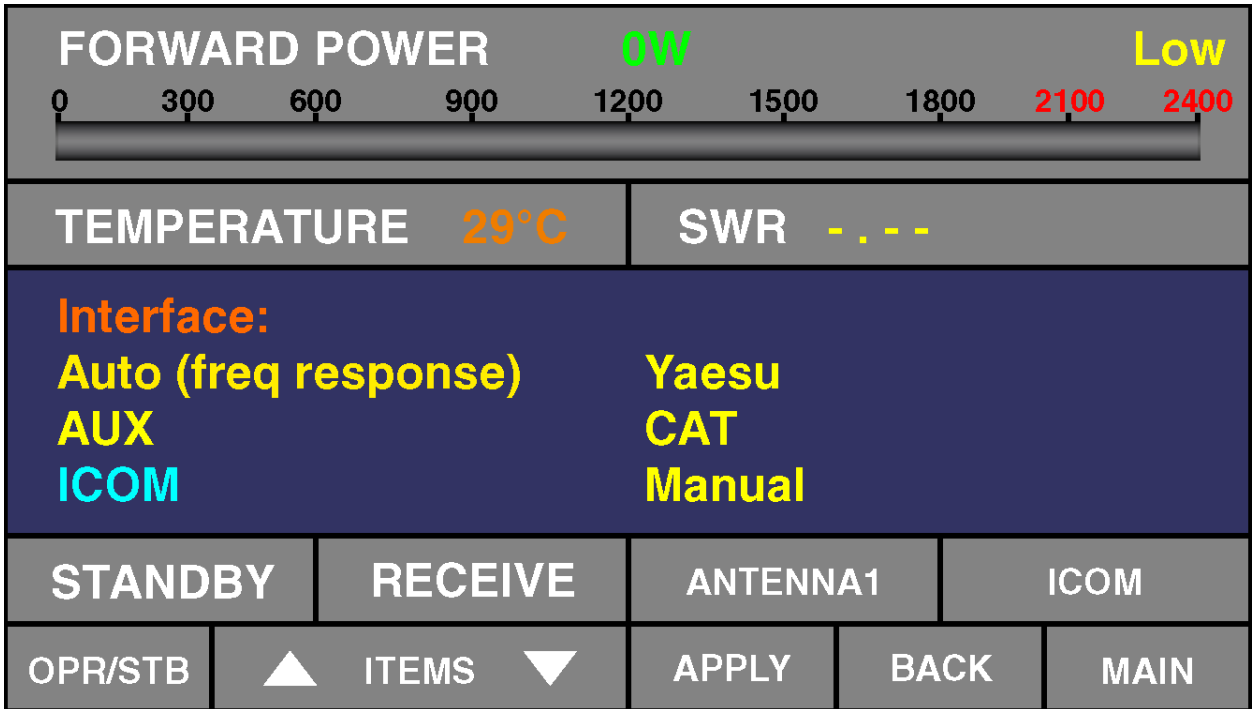 FORWARD POWER 0W Low
0 300 600 900 1200 1500 1800 2100 2400
TEMPERATURE 29°C SWR -.--
Interface:
Auto (freq response) Yaesu
AUX CAT
ICOM Manual
STANDBY RECEIVE ANTENNA1 ICOM
OPR/STB ITEMS APPLY BACK MAIN